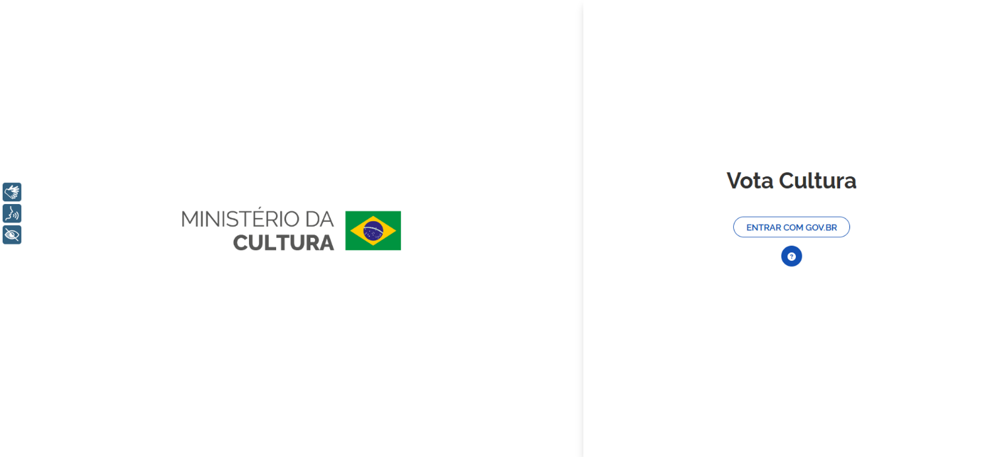 MINISTÉRIO DA
CULTURA
Vota Cultura
ENTRAR COM GOV.BR
?